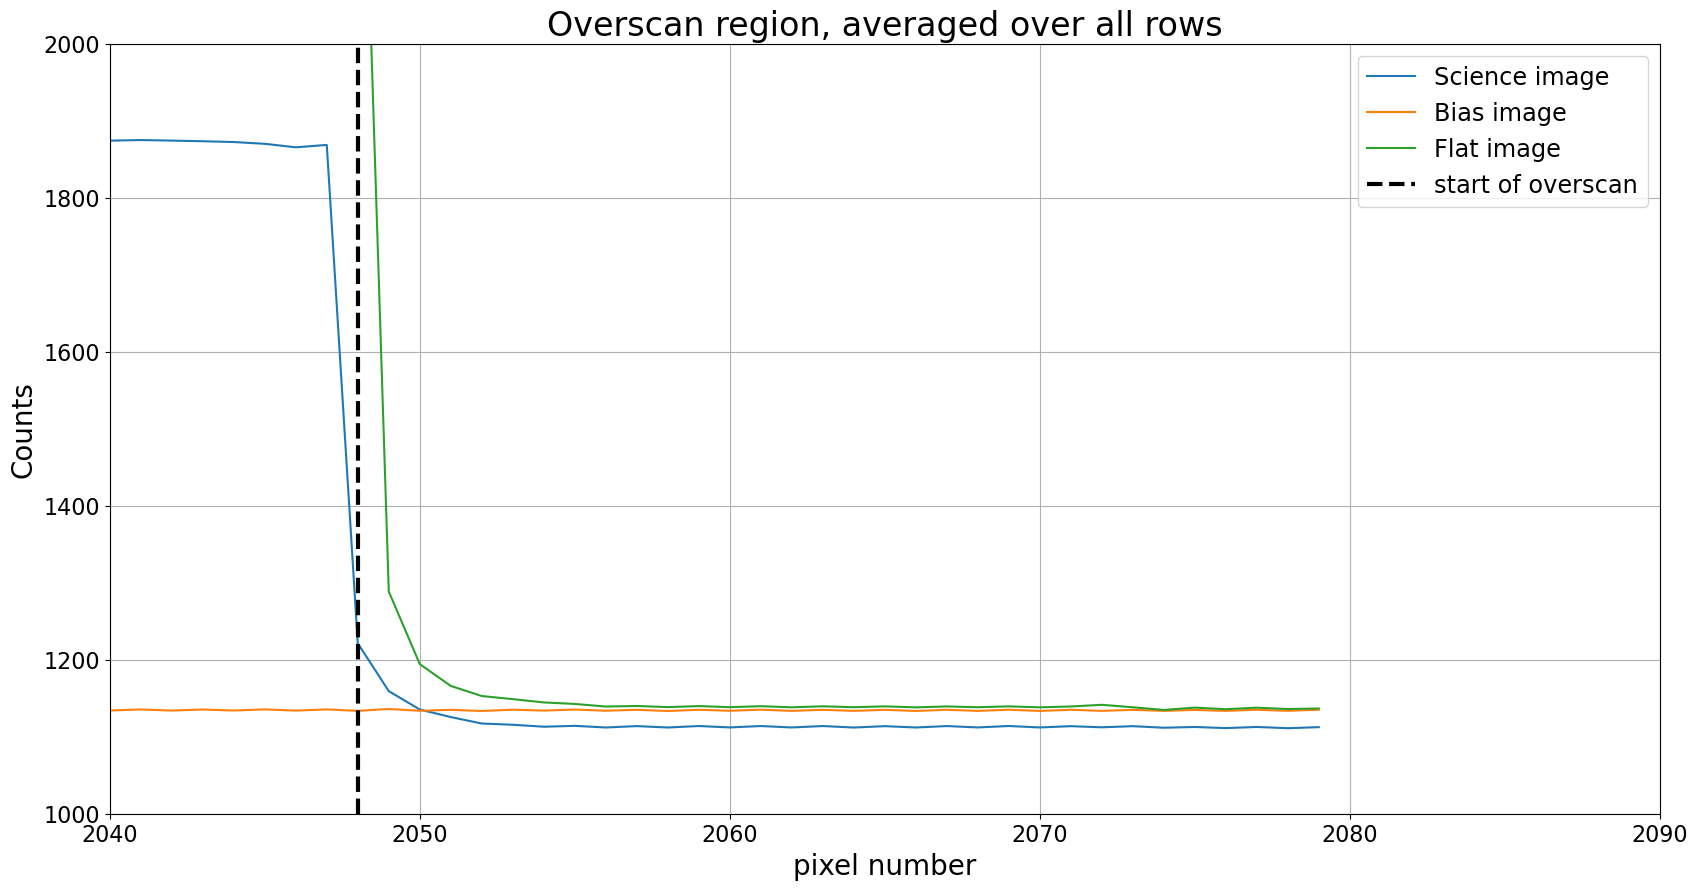 Overscan region, averaged over all rows
2000
1800
1600
1400
1200
1000
Counts
2040
2050
2060
2070
2080
2090
pixel number
Science image
Bias image
Flat image
start of overscan